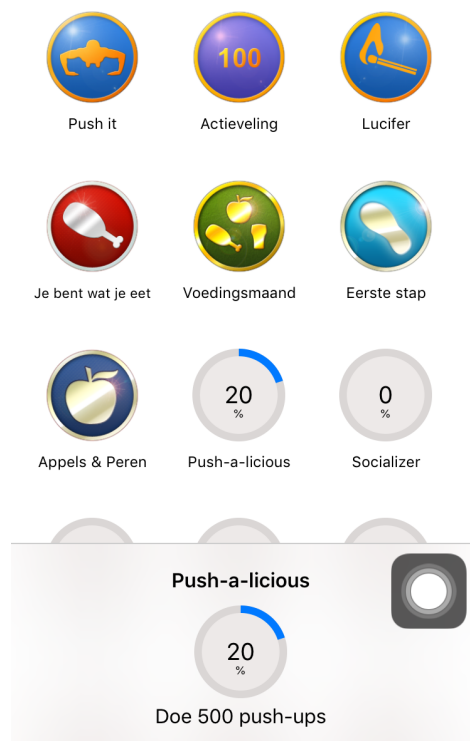 100
Push it
Actieveling
Lucifer
Je bent wat je eet
Voedingsmaand
Eerste stap
20
%
0
%
Appels & Peren
Push-a-licious
Socializer
Push-a-licious
20
%
Doe 500 push-ups